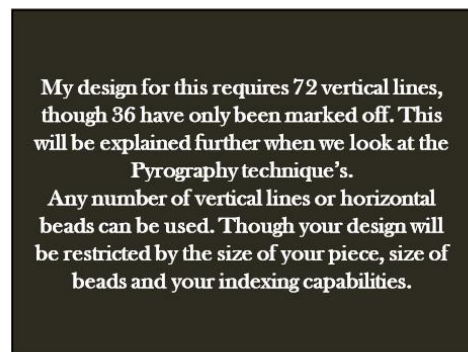 My design for this requires 72 vertical lines,
though 36 have only been marked off. This
will be explained further when we look at the
Pyrography technique's.
Any number of vertical lines or horizontal
beads can be used. Though your design will
be restricted by the size of your piece, size of
beads and your indexing capabilities.